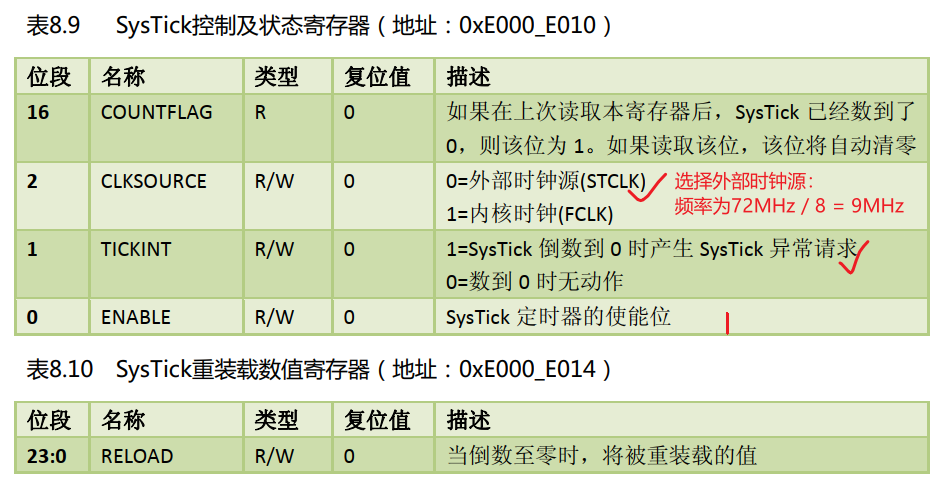 表8.9 SysTick控制及状态寄存器（地址：0xE000_E010）
位段 名称 类型 复位值 描述
16 COUNTFLAG R 0 如果在上次读取本寄存器后，SysTick 已经数到了
0，则该位为 1。如果读取该位，该位将自动清零
2 CLKSOURCE R/W 0 0=外部时钟源(STCLK) 选择外部时钟源：
1=内核时钟(FCLK) 频率为72MHz / 8 = 9MHz
1 TICKINT R/W 0 1=SysTick 倒数到 0 时产生 SysTick 异常请求
0=数到 0 时无动作
0 ENABLE R/W 0 SysTick 定时器的使能位
表8.10 SysTick重装载数值寄存器（地址：0xE000_E014）
位段 名称 类型 复位值 描述
23:0 RELOAD R/W 0 当倒数至零时，将被重装载的值